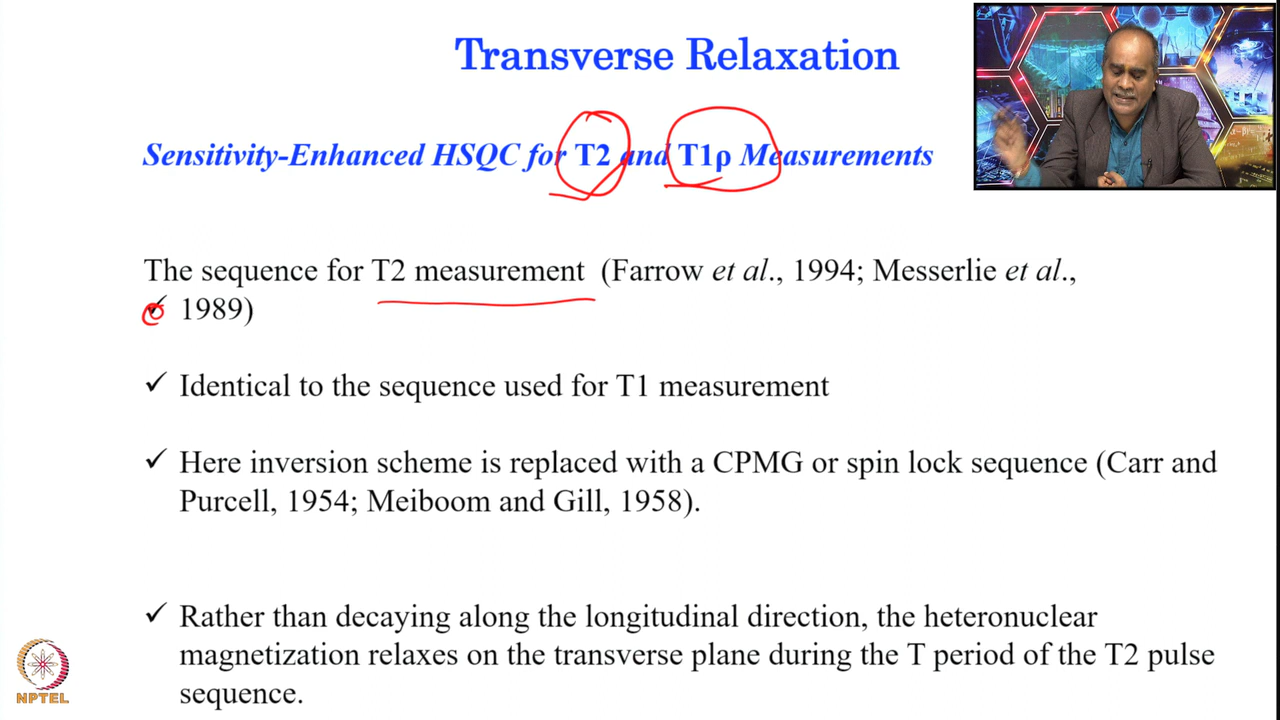 Transverse Relaxation
Sensitivity-Enhanced HSQC for T2 and T1ρ Measurements
The sequence for T2 measurement (Farrow et al., 1994; Messerlie et al.,
✓ 1989)
✓ Identical to the sequence used for T1 measurement
✓ Here inversion scheme is replaced with a CPMG or spin lock sequence (Carr and
Purcell, 1954; Meiboom and Gill, 1958).
✓ Rather than decaying along the longitudinal direction, the heteronuclear
magnetization relaxes on the transverse plane during the T period of the T2 pulse
sequence.
NPTEL